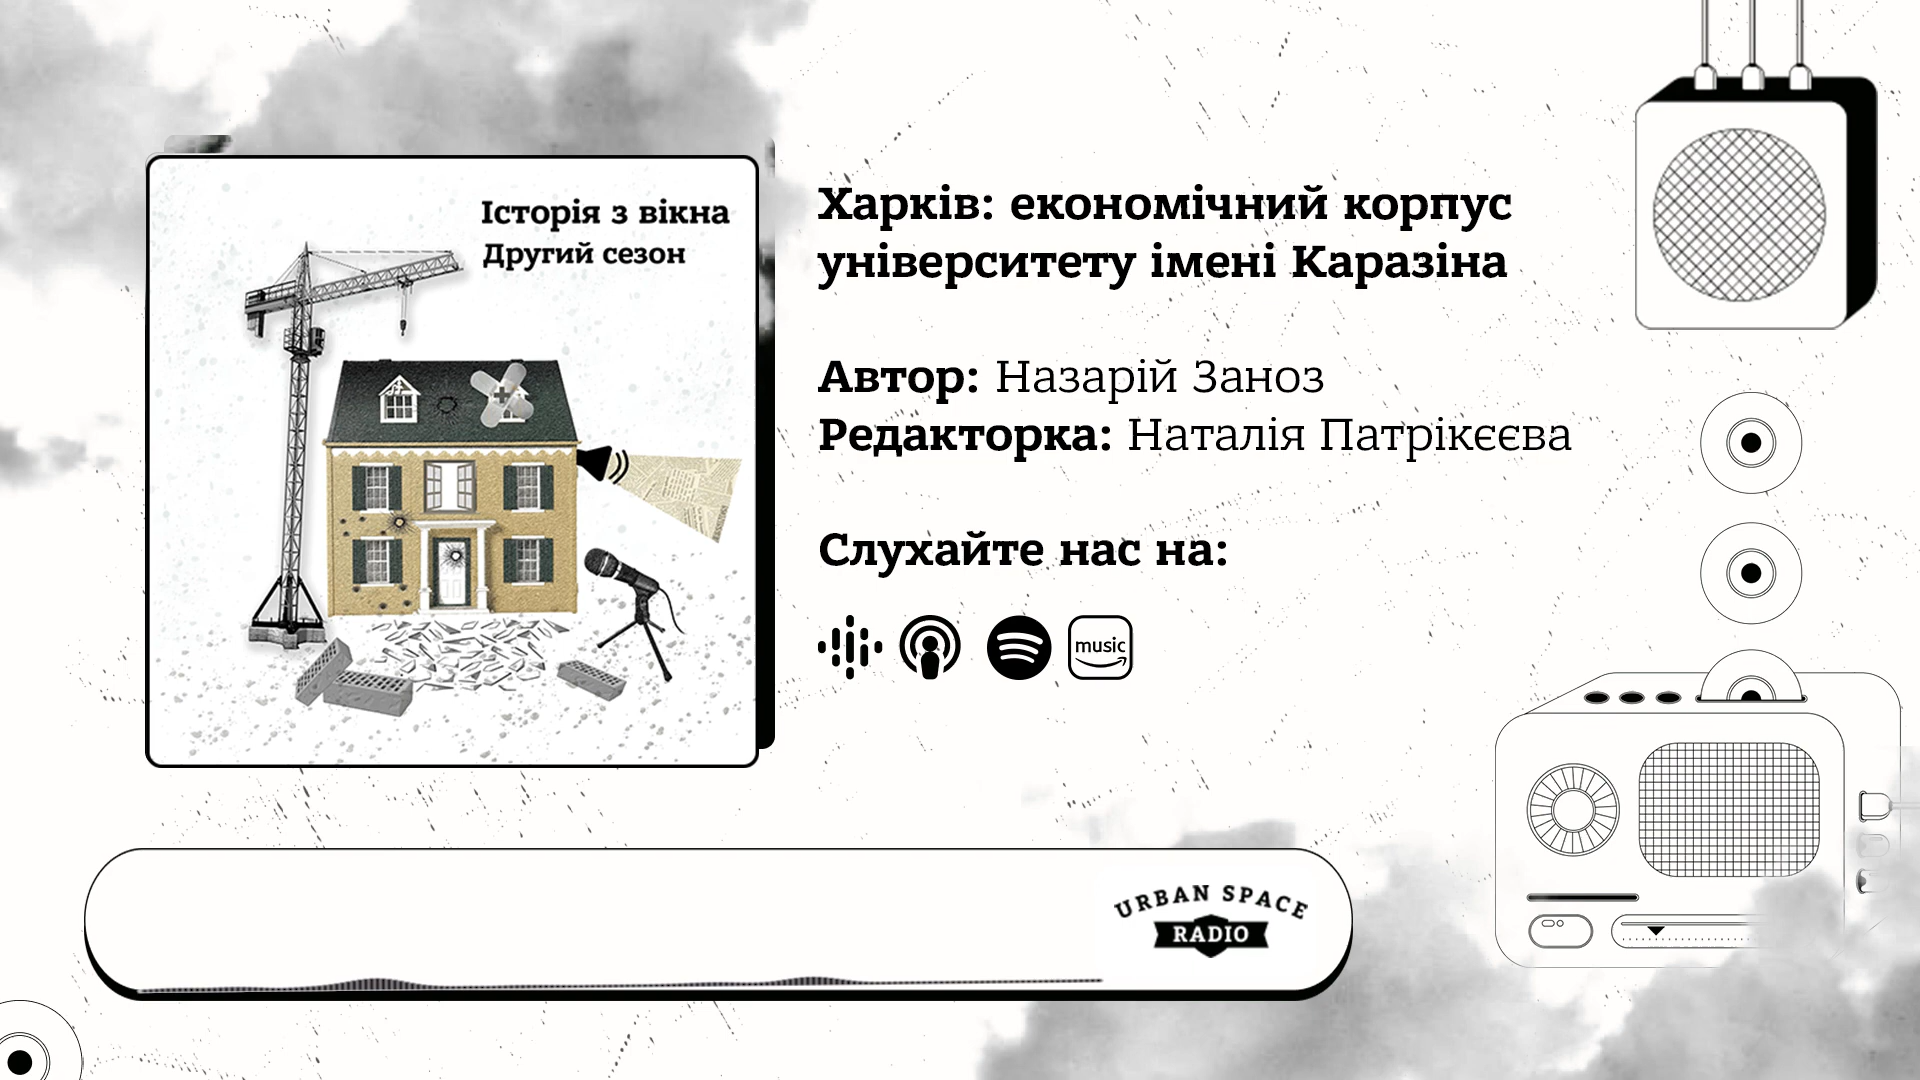 Історія з вікна
Другий сезон
Харків: економічний корпус
університету імені Каразіна
Автор: Назарій Заноз
Редакторка: Наталія Патрікєєва
Слухайте нас на:
music
URBAN SPACE
RADIO